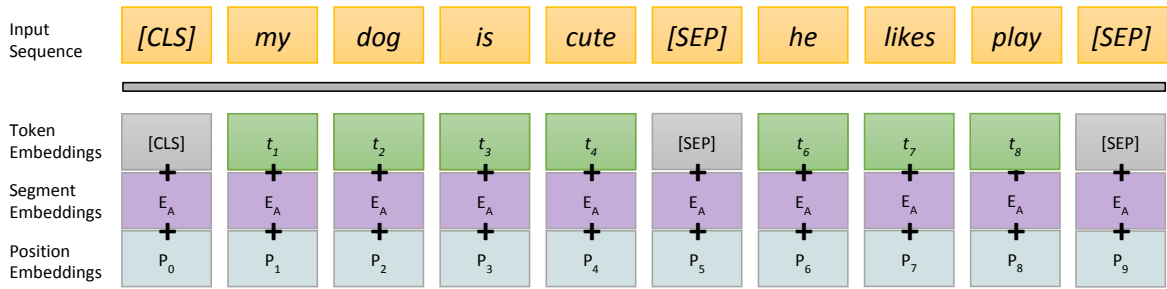 Input Sequence [CLS] my dog is cute [SEP] he likes play [SEP]
Token Embeddings [CLS] t1 t2 t3 t4 [SEP] t6 t7 t8 [SEP]
+ + + + + + + + + +
Segment Embeddings EA EA EA EA EA EA EA EA EA EA
+ + + + + + + + + +
Position Embeddings P0 P1 P2 P3 P4 P5 P6 P7 P8 P9